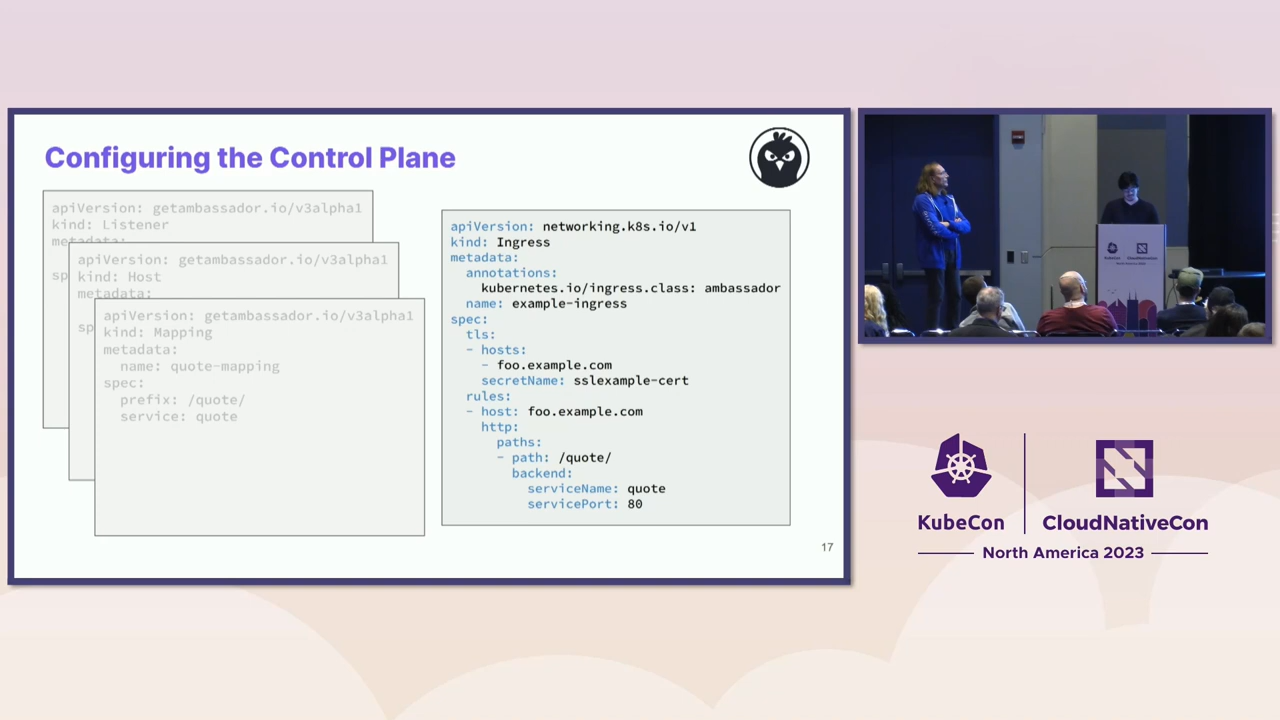 Configuring the Control Plane
apiVersion: getambassador.io/v3alpha1
kind: Listener
metadata:
sp
apiVersion: getambassador.io/v3alpha1
kind: Host
metadata:
sp
apiVersion: getambassador.io/v3alpha1
kind: Mapping
metadata:
  name: quote-mapping
spec:
  prefix: /quote/
  service: quote
apiVersion: networking.k8s.io/v1
kind: Ingress
metadata:
  annotations:
    kubernetes.io/ingress.class: ambassador
  name: example-ingress
spec:
  tls:
  - hosts:
    - foo.example.com
    secretName: sslexample-cert
  rules:
  - host: foo.example.com
    http:
      paths:
      - path: /quote/
        backend:
          serviceName: quote
          servicePort: 80
17
KubeCon
CloudNativeCon
North America 2023